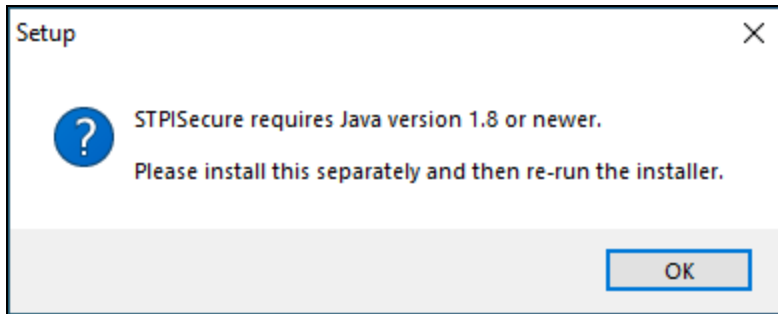 Setup
STPISecure requires Java version 1.8 or newer.
Please install this separately and then re-run the installer.
OK